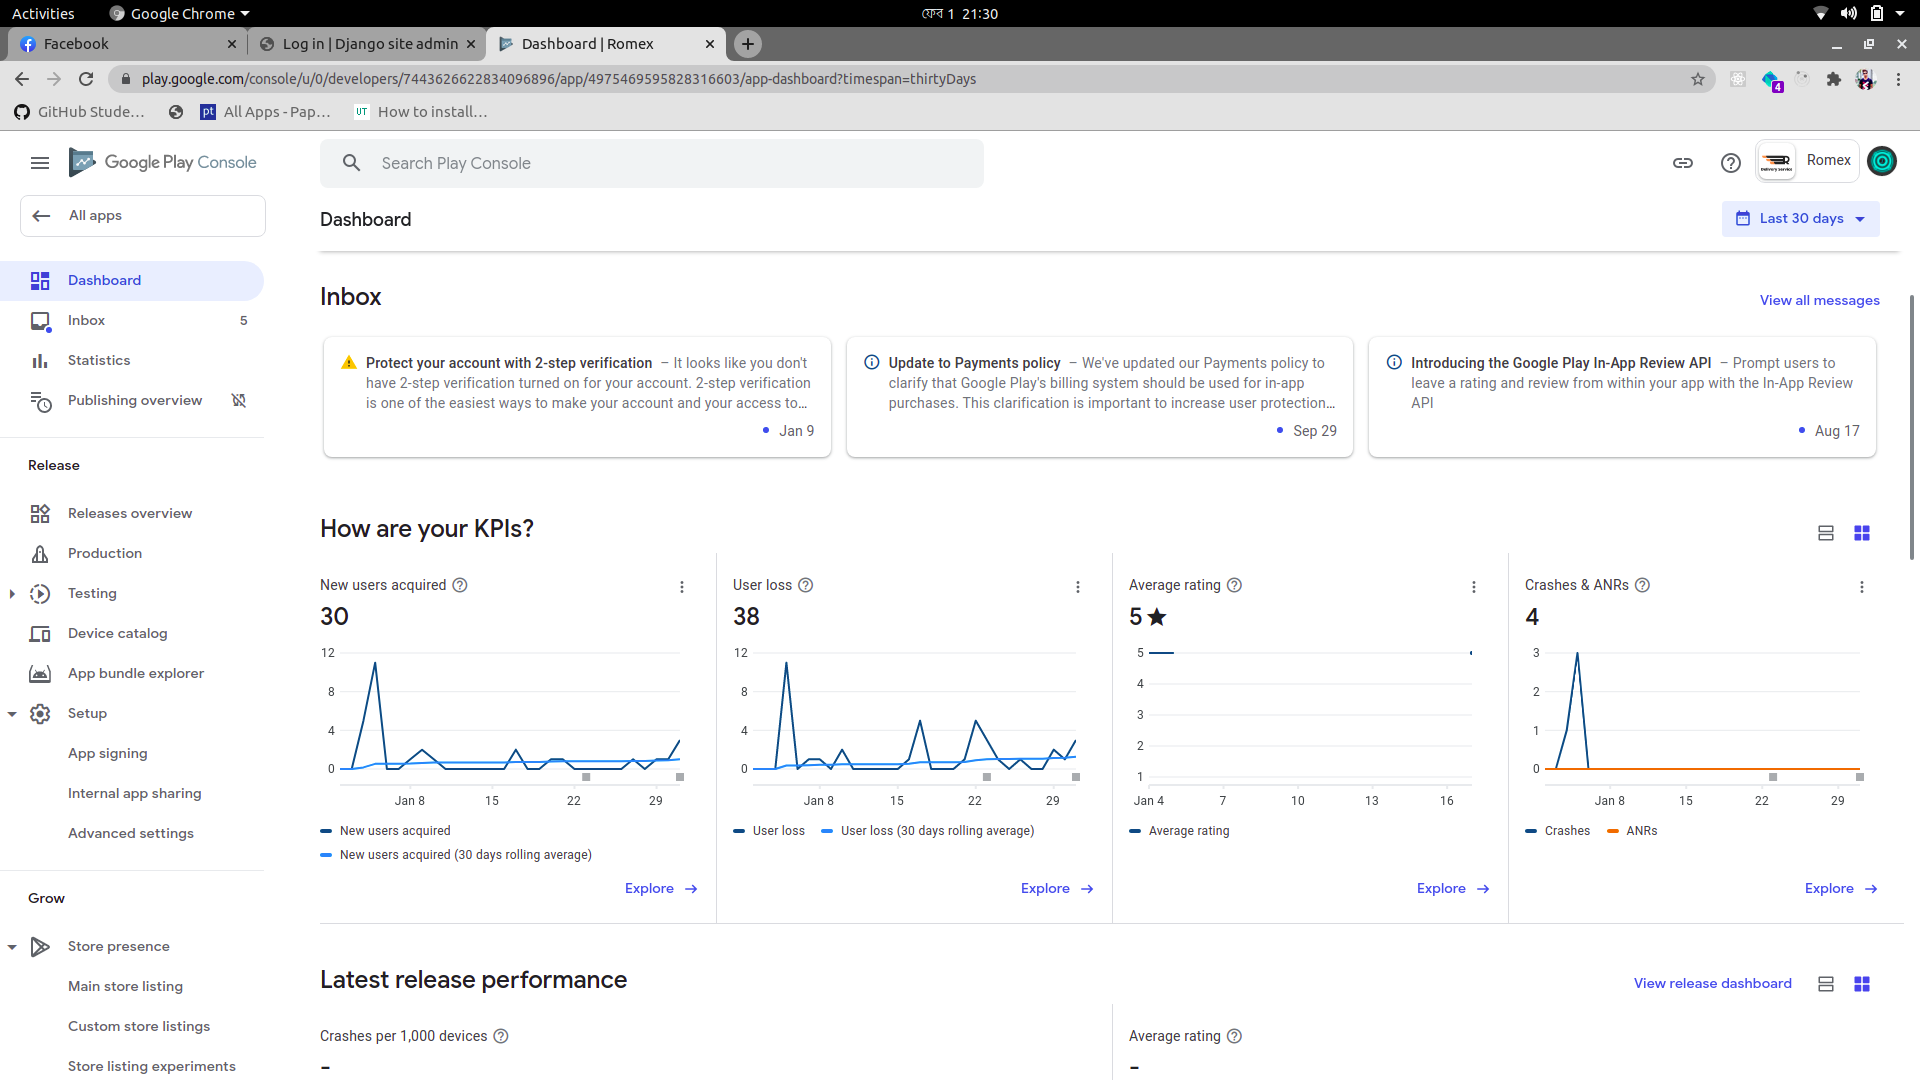 Activities
Google Chrome
ফেব 1 21:30
Facebook
Log in | Django site admin
Dashboard | Romex
play.google.com/console/u/0/developers/7443626622834096896/app/4975469595828316603/app-dashboard?timespan=thirtyDays
4
GitHub Stude...
pt All Apps - Pap...
UT How to install...
Google Play Console
Search Play Console
R
Delivery Service
Romex
All apps
Dashboard
Last 30 days
Dashboard
Inbox 5
Statistics
Publishing overview
Release
Releases overview
Production
Testing
Device catalog
App bundle explorer
Setup
App signing
Internal app sharing
Advanced settings
Grow
Store presence
Main store listing
Custom store listings
Store listing experiments
Inbox
View all messages
Protect your account with 2-step verification – It looks like you don't
have 2-step verification turned on for your account. 2-step verification
is one of the easiest ways to make your account and your access to...
Jan 9
Update to Payments policy – We've updated our Payments policy to
clarify that Google Play's billing system should be used for in-app
purchases. This clarification is important to increase user protection...
Sep 29
Introducing the Google Play In-App Review API – Prompt users to
leave a rating and review from within your app with the In-App Review
API
Aug 17
How are your KPIs?
New users acquired
30
12
8
4
0
Jan 8 15 22 29
New users acquired
New users acquired (30 days rolling average)
Explore
User loss
38
12
8
4
0
Jan 8 15 22 29
User loss
User loss (30 days rolling average)
Explore
Average rating
5
5
4
3
2
1
Jan 4 7 10 13 16
Average rating
Explore
Crashes & ANRs
4
3
2
1
0
Jan 8 15 22 29
Crashes
ANRs
Explore
Latest release performance
View release dashboard
Crashes per 1,000 devices
-
Average rating
-